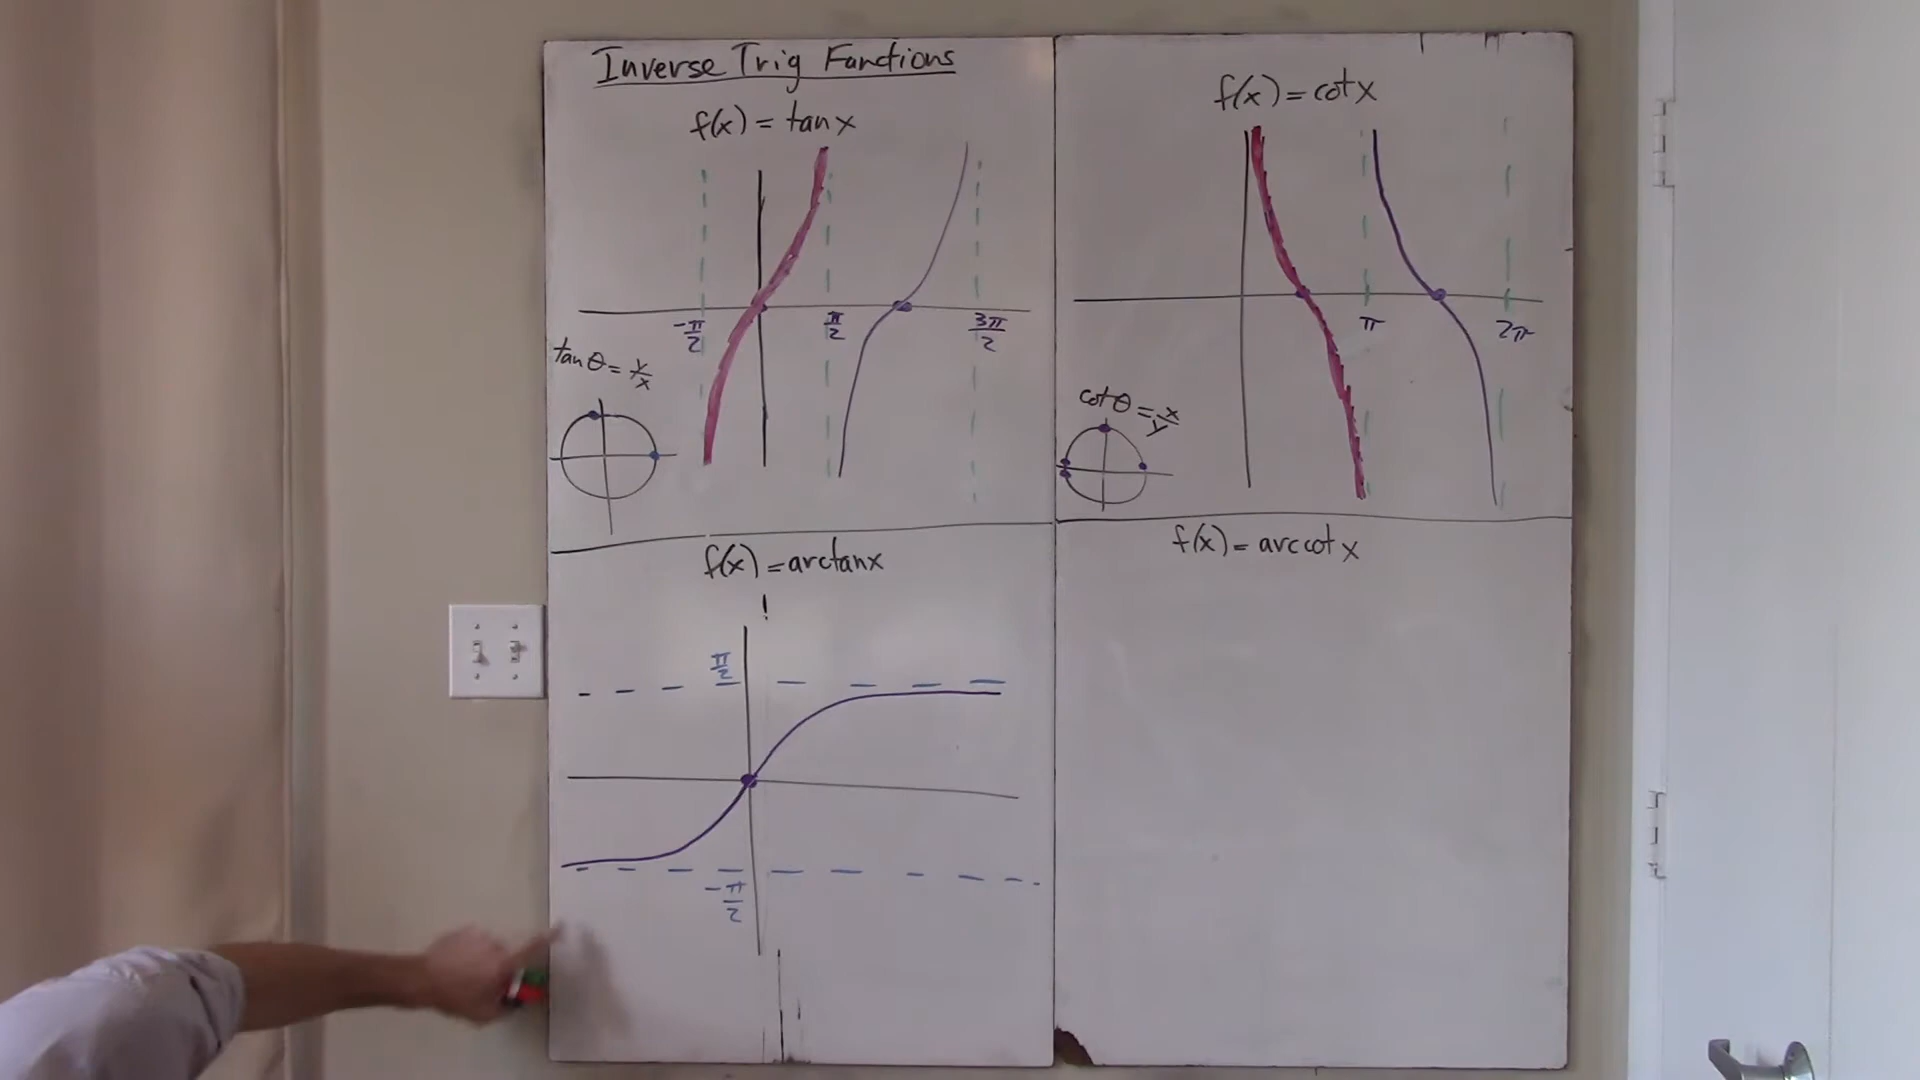 Inverse Trig Functions
f(x) = tan x
-π/2
π/2
3π/2
tan θ = y/x
f(x) = cot x
π
2π
cot θ = x/y
f(x) = arctan x
π/2
-π/2
f(x) = arccot x